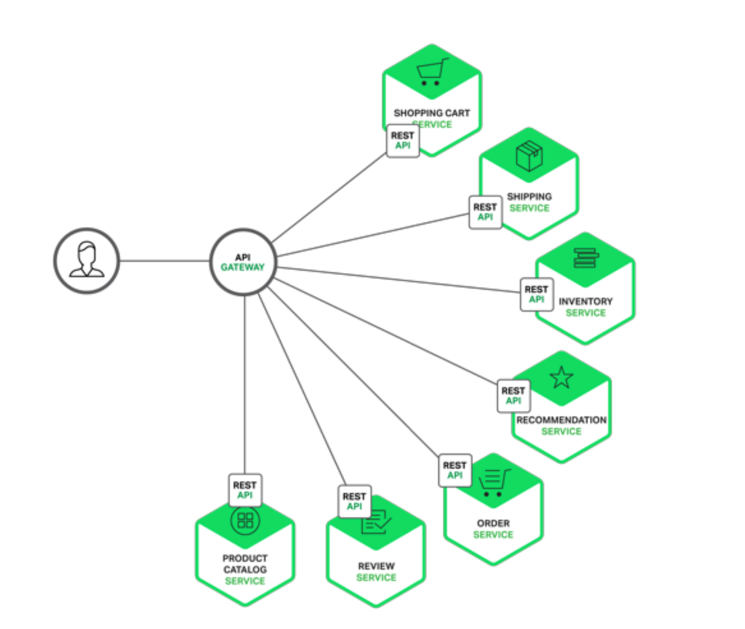 SHOPPING CART
SERVICE
REST
API
SHIPPING
SERVICE
REST
API
API
GATEWAY
INVENTORY
SERVICE
REST
API
RECOMMENDATION
SERVICE
REST
API
ORDER
SERVICE
REST
API
REVIEW
SERVICE
REST
API
PRODUCT
CATALOG
SERVICE
REST
API